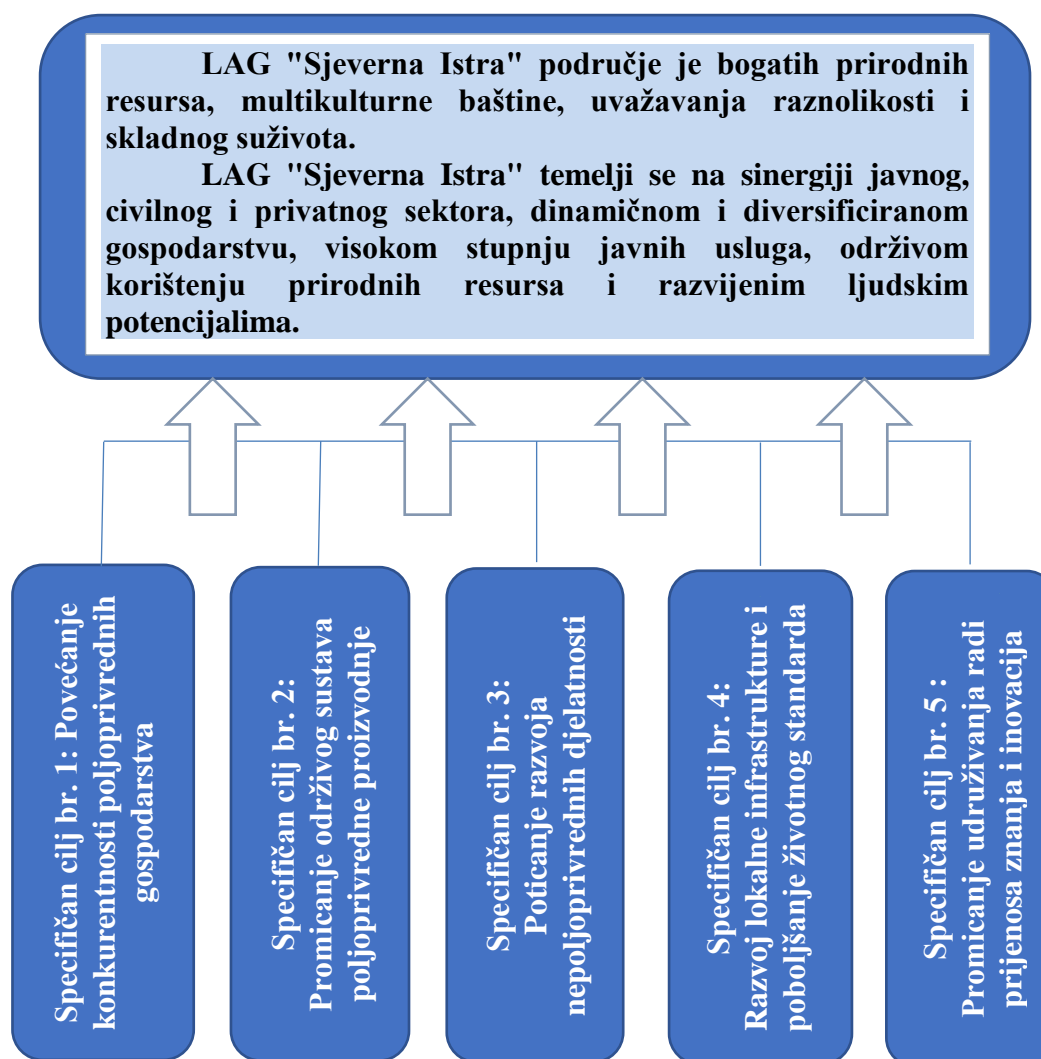 LAG "Sjeverna Istra" područje je bogatih prirodnih
resursa, multikulturne baštine, uvažavanja raznolikosti i
skladnog suživota.
LAG "Sjeverna Istra" temelji se na sinergiji javnog,
civilnog i privatnog sektora, dinamičnom i diversificiranom
gospodarstvu, visokom stupnju javnih usluga, održivom
korištenju prirodnih resursa i razvijenim ljudskim
potencijalima.
Specifičan cilj br. 1: Povećanje
konkurentnosti poljoprivrednih
gospodarstva
Specifičan cilj br. 2:
Promicanje održivog sustava
poljoprivredne proizvodnje
Specifičan cilj br. 3:
Poticanje razvoja
nepoljoprivrednih djelatnosti
Specifičan cilj br. 4:
Razvoj lokalne infrastrukture i
poboljšanje životnog standarda
Specifičan cilj br. 5 :
Promicanje udruživanja radi
prijenosa znanja i inovacija